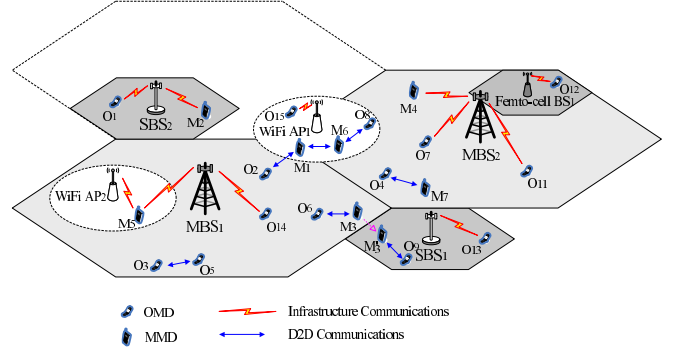 O12
M4
Femto-cell BS1
O1
SBS2
M2
O15
O8
WiFi AP1
M6
O7
MBS2
M1
O2
O4
O11
M7
WiFi AP2
M5
MBS1
O14
O6
M3
M'3
O9
SBS1
O13
O3
O5
OMD
Infrastructure Communications
MMD
D2D Communications